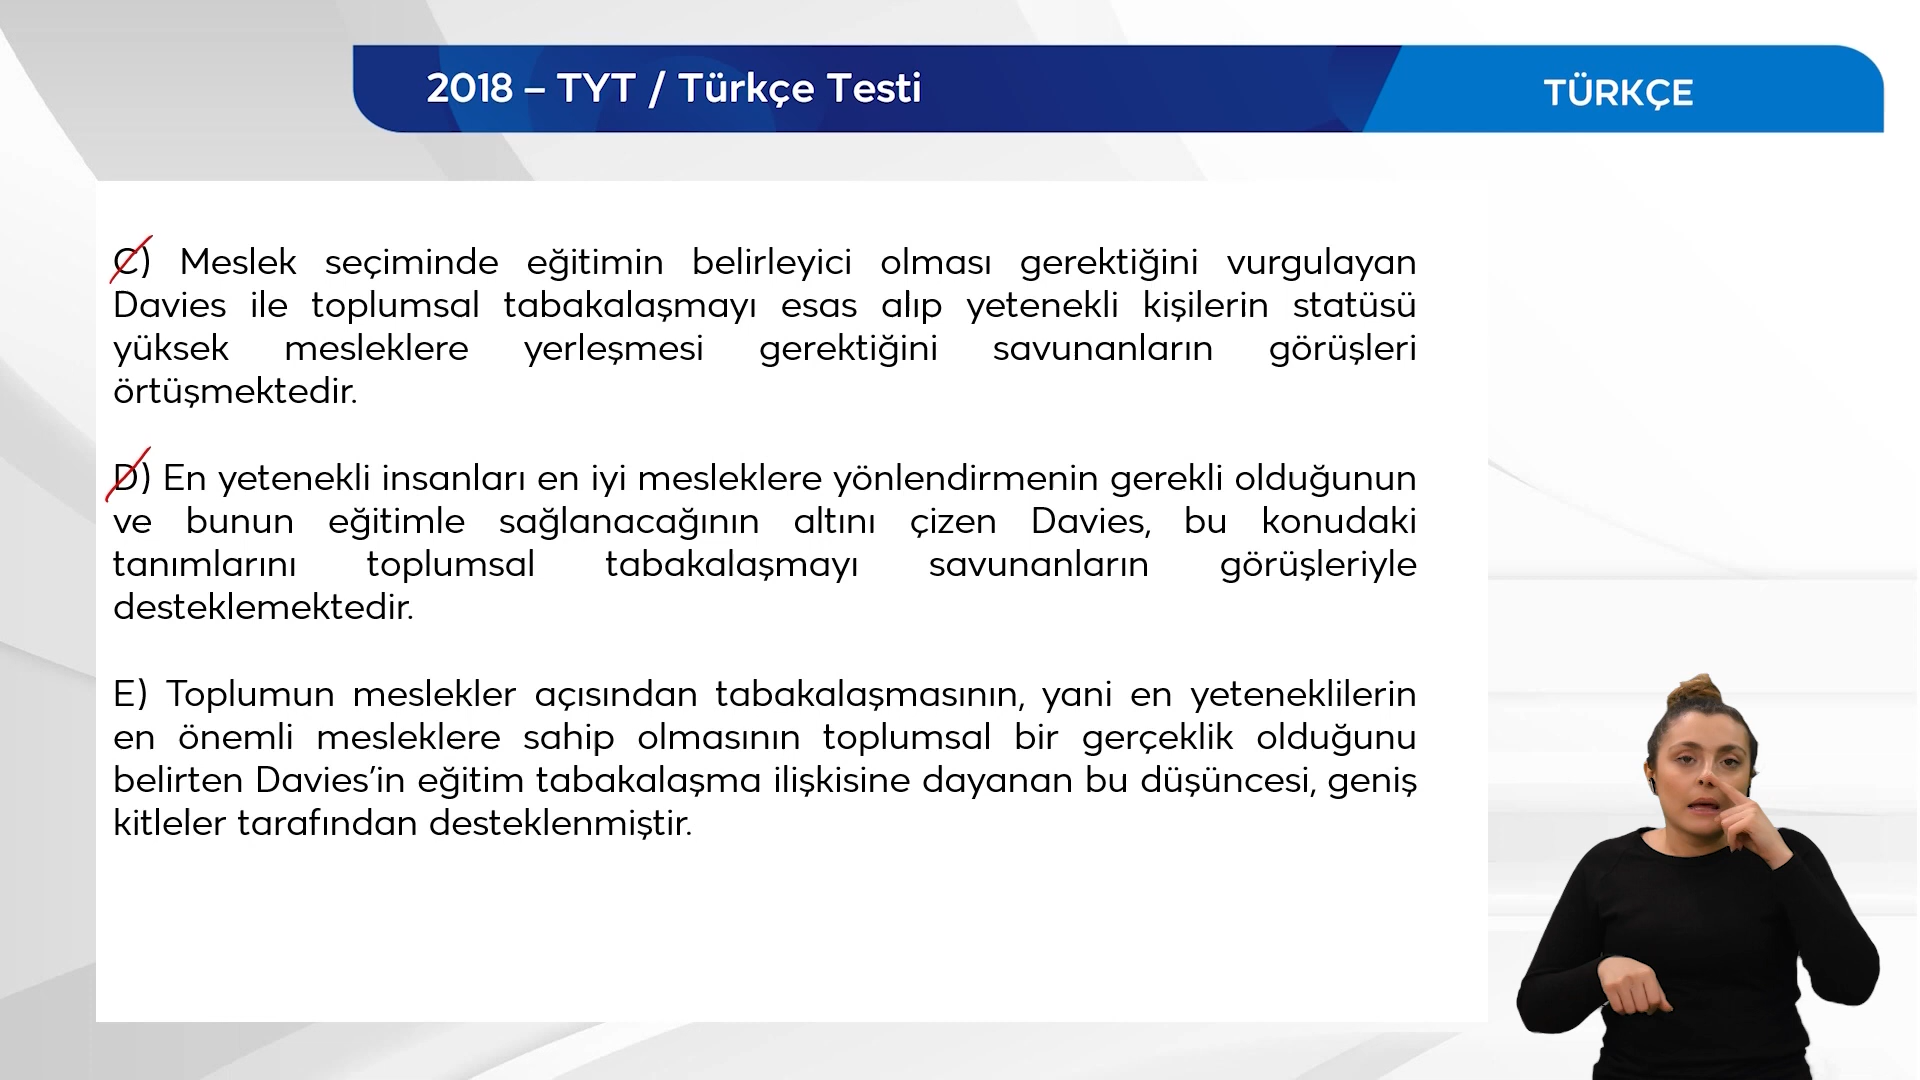 2018 – TYT / Türkçe Testi
TÜRKÇE
C) Meslek seçiminde eğitimin belirleyici olması gerektiğini vurgulayan
Davies ile toplumsal tabakalaşmayı esas alıp yetenekli kişilerin statüsü
yüksek mesleklere yerleşmesi gerektiğini savunanların görüşleri
örtüşmektedir.
D) En yetenekli insanları en iyi mesleklere yönlendirmenin gerekli olduğunun
ve bunun eğitimle sağlanacağının altını çizen Davies, bu konudaki
tanımlarını toplumsal tabakalaşmayı savunanların görüşleriyle
desteklemektedir.
E) Toplumun meslekler açısından tabakalaşmasının, yani en yeteneklilerin
en önemli mesleklere sahip olmasının toplumsal bir gerçeklik olduğunu
belirten Davies’in eğitim tabakalaşma ilişkisine dayanan bu düşüncesi, geniş
kitleler tarafından desteklenmiştir.